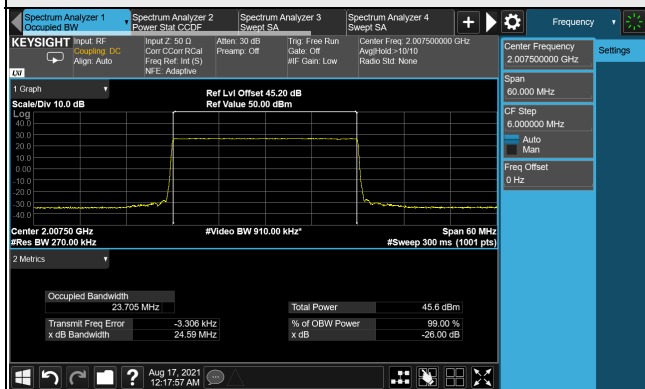 Spectrum Analyzer 1
Occupied BW
Spectrum Analyzer 2
Power Stat CCDF
Spectrum Analyzer 3
Swept SA
Spectrum Analyzer 4
Swept SA
+
Frequency
KEYSIGHT
Input: RF
Coupling: DC
Align: Auto
Input Z: 50 Ω
Corr CCorr RCal
Freq Ref: Int (S)
NFE: Adaptive
Atten: 30 dB
Preamp: Off
Trig: Free Run
Gate: Off
#IF Gain: Low
Center Freq: 2.007500000 GHz
Avg|Hold:>10/10
Radio Std: None
LXI
Center Frequency
2.007500000 GHz
Settings
Span
60.000 MHz
CF Step
6.000000 MHz
Auto
Man
Freq Offset
0 Hz
1 Graph
Scale/Div 10.0 dB
Ref Lvl Offset 45.20 dB
Ref Value 50.00 dBm
Log
40.0
30.0
20.0
10.0
0.00
-10.0
-20.0
-30.0
-40.0
Center 2.00750 GHz
#Res BW 270.00 kHz
#Video BW 910.00 kHz*
Span 60 MHz
#Sweep 300 ms (1001 pts)
2 Metrics
Occupied Bandwidth
23.705 MHz
Total Power 45.6 dBm
Transmit Freq Error -3.306 kHz
% of OBW Power 99.00 %
x dB Bandwidth 24.59 MHz
x dB -26.00 dB
?
Aug 17, 2021
12:17:57 AM